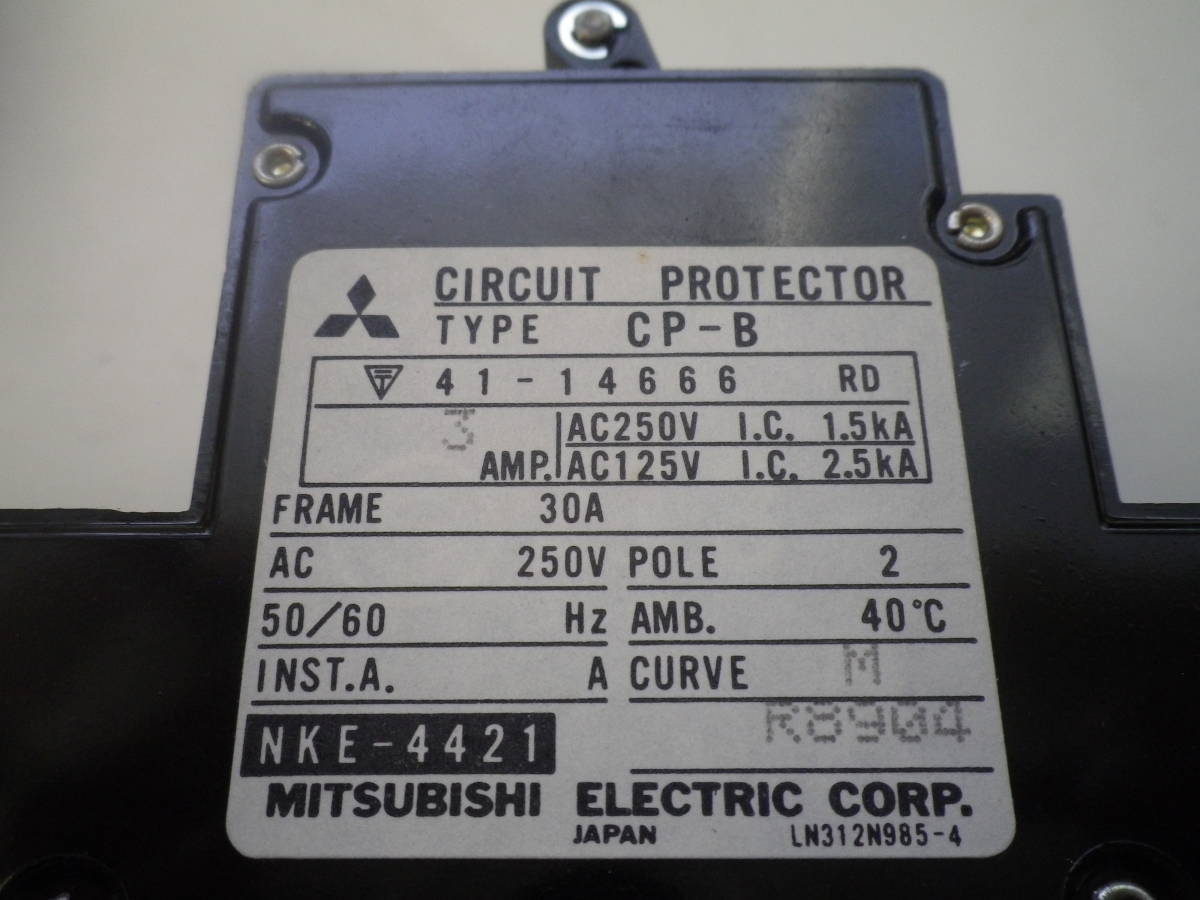 CIRCUIT PROTECTOR
TYPE CP-B
41-14666 RD
3 AMP. AC250V I.C. 1.5kA
AC125V I.C. 2.5kA
FRAME 30A
AC 250V POLE 2
50/60 Hz AMB. 40°C
INST.A. A CURVE M
R8904
NKE-4421
MITSUBISHI ELECTRIC CORP.
JAPAN LN312N985-4